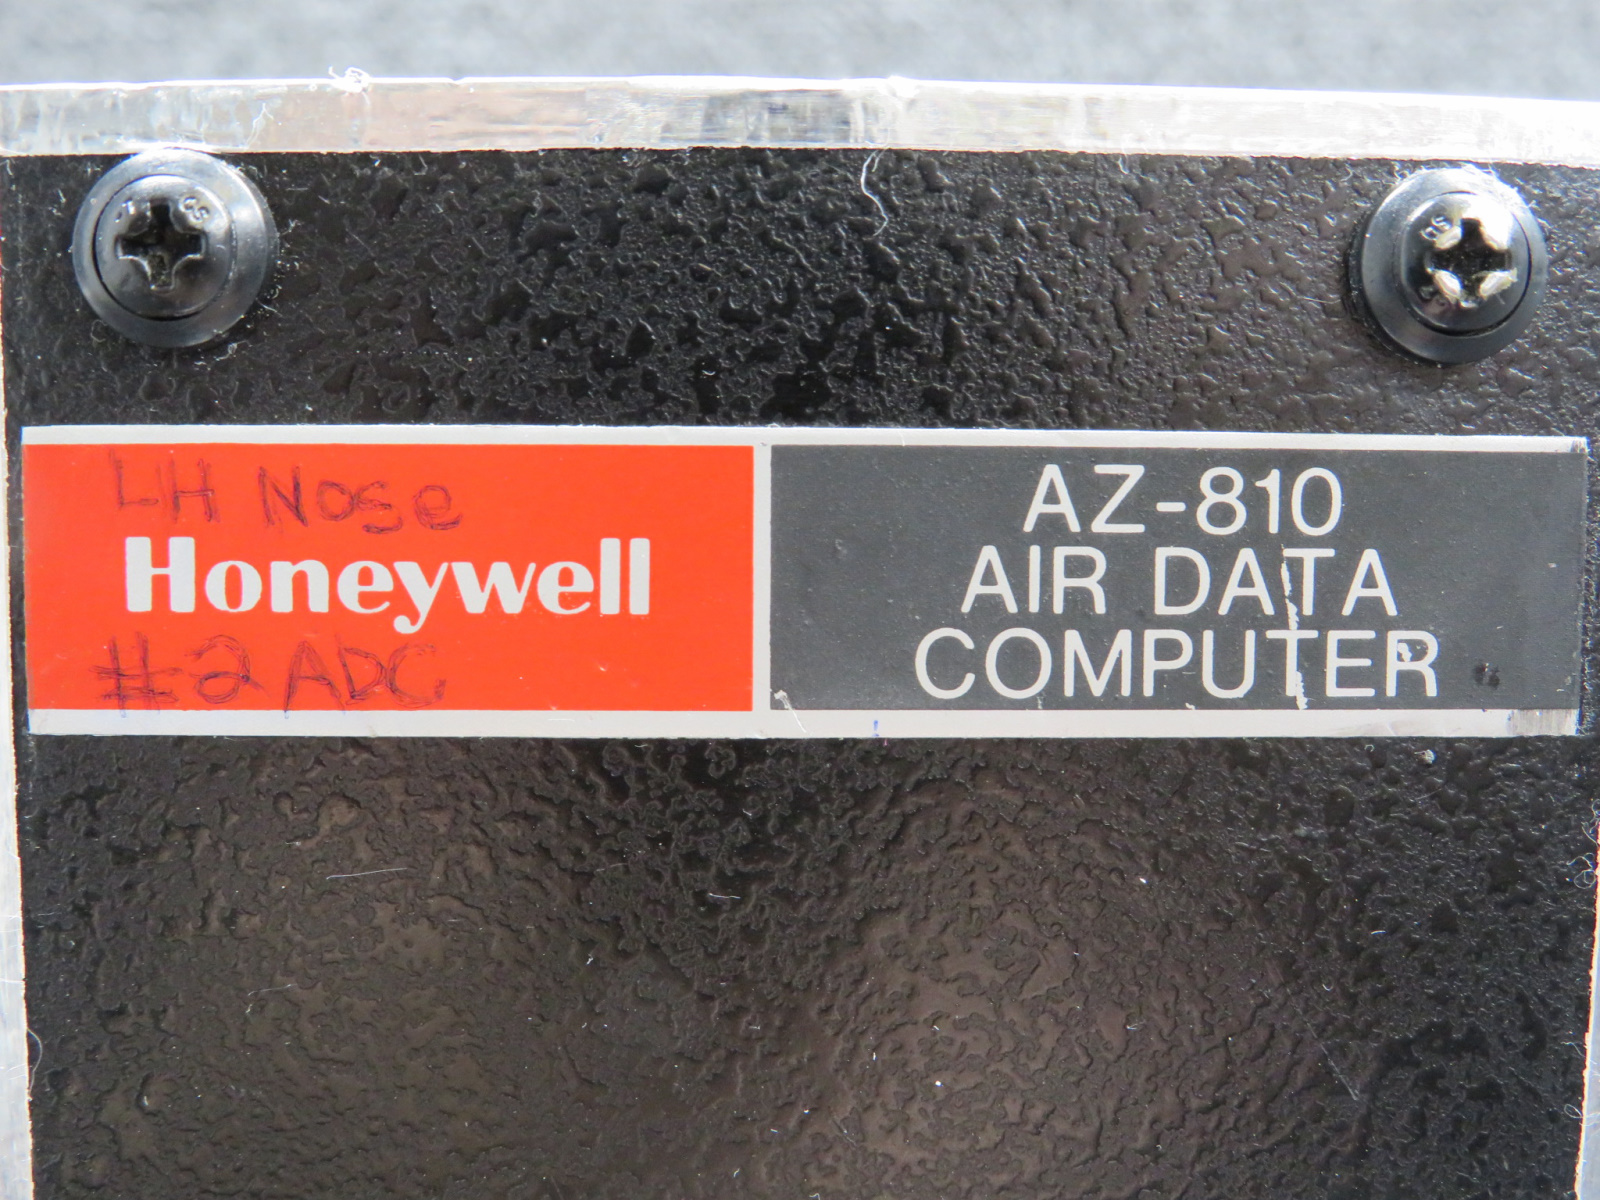 LH Nose
Honeywell
#2 ADC
AZ-810
AIR DATA
COMPUTER